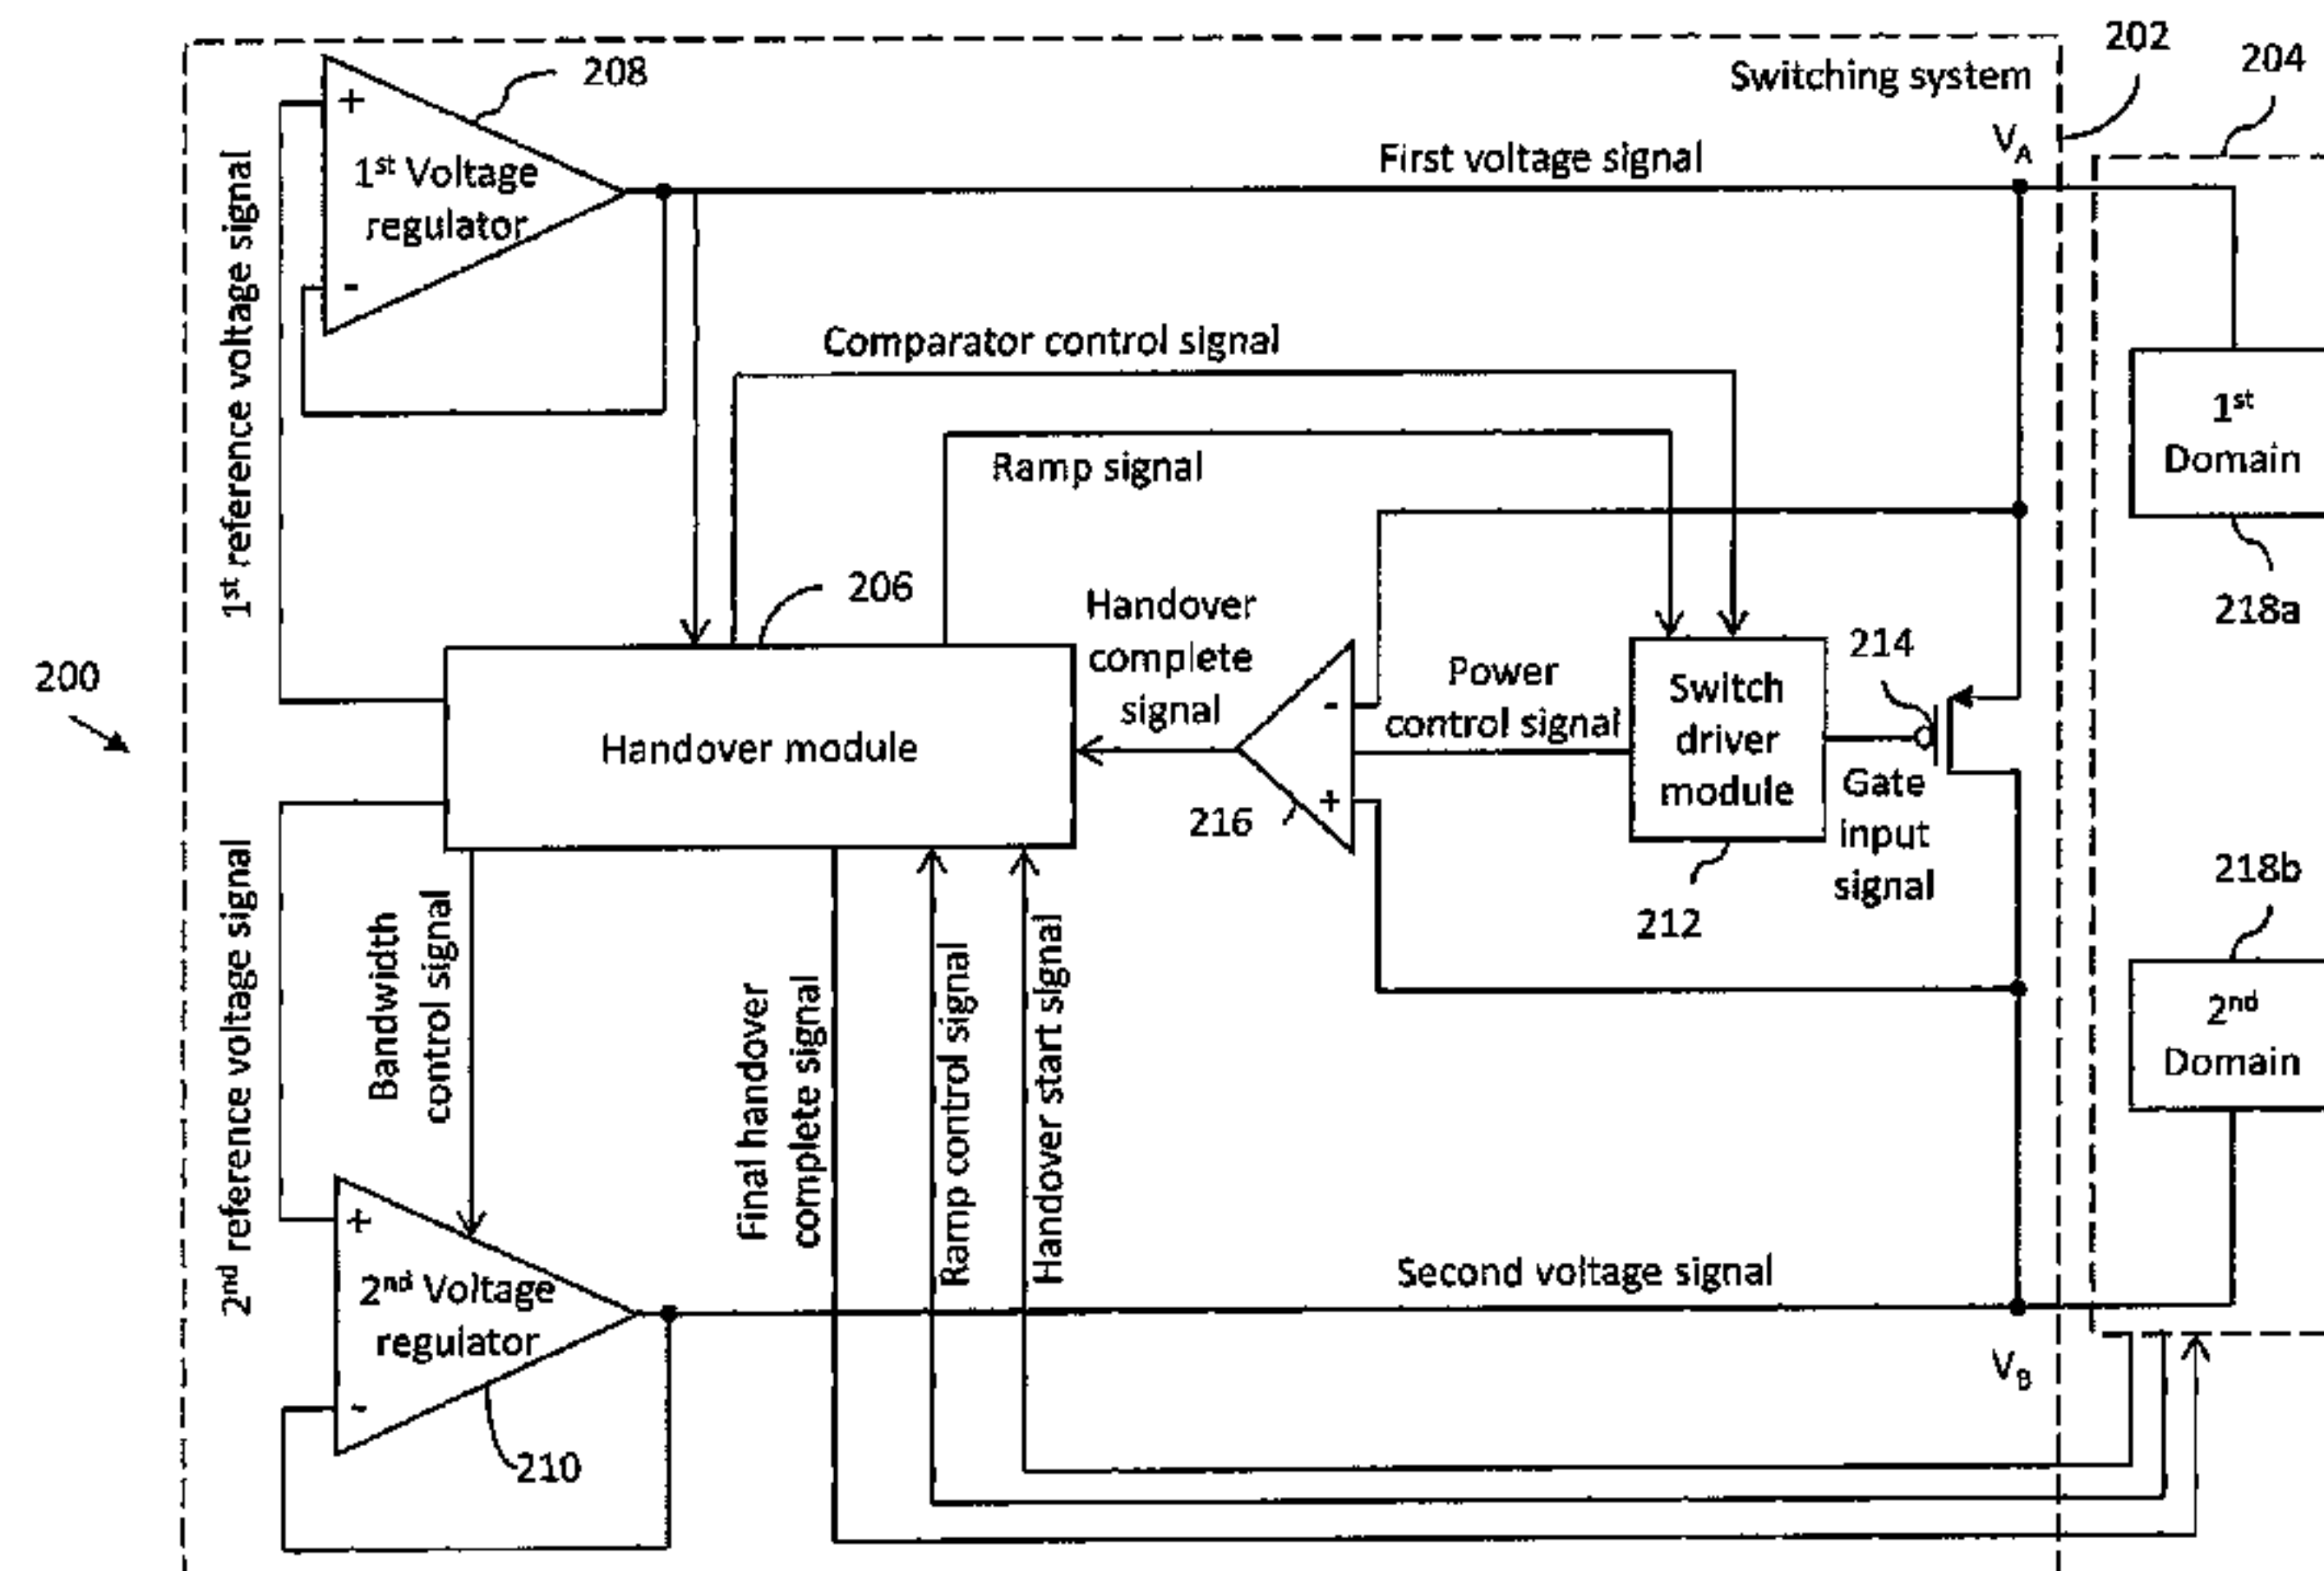 202
204
Switching system
208
+
1st Voltage
regulator
-
First voltage signal
VA
1st reference voltage signal
Comparator control signal
Ramp signal
1st
Domain
218a
206
Handover
complete
signal
200
Handover module
-
+
216
Power
control signal
Switch
driver
module
212
214
Gate
input
signal
218b
2nd
Domain
2nd reference voltage signal
Bandwidth
control signal
Final handover
complete signal
Ramp control signal
Handover start signal
+
2nd Voltage
regulator
-
210
Second voltage signal
VB